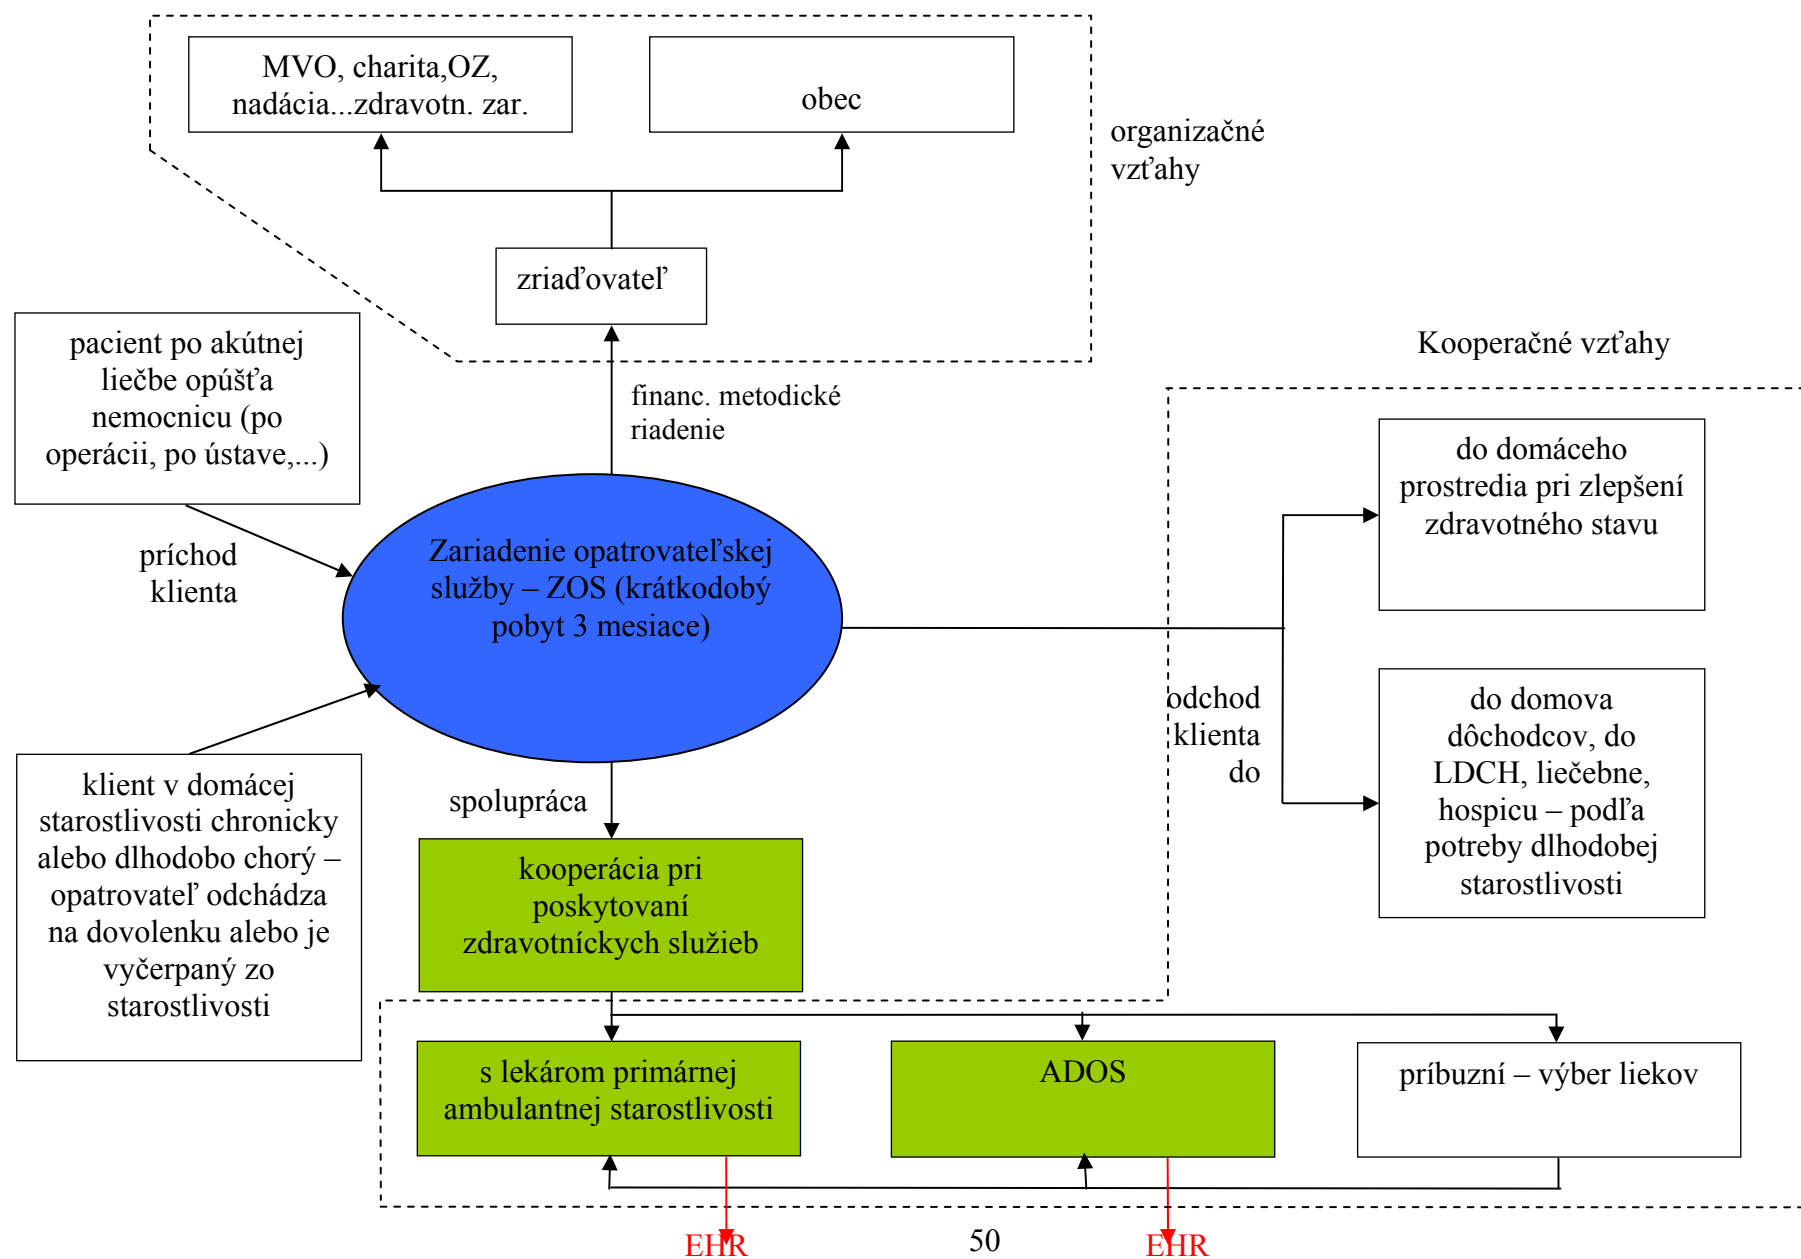 MVO, charita,OZ,
nadácia...zdravotn. zar.
obec
organizačné
vzťahy
zriaďovateľ
pacient po akútnej
liečbe opúšťa
nemocnicu (po
operácii, po ústave,...)
financ. metodické
riadenie
Kooperačné vzťahy
do domáceho
prostredia pri zlepšení
zdravotného stavu
príchod
klienta
Zariadenie opatrovateľskej
služby – ZOS (krátkodobý
pobyt 3 mesiace)
odchod
klienta
do
do domova
dôchodcov, do
LDCH, liečebne,
hospicu – podľa
potreby dlhodobej
starostlivosti
klient v domácej
starostlivosti chronicky
alebo dlhodobo chorý –
opatrovateľ odchádza
na dovolenku alebo je
vyčerpaný zo
starostlivosti
spolupráca
kooperácia pri
poskytovaní
zdravotníckych služieb
s lekárom primárnej
ambulantnej starostlivosti
ADOS
príbuzní – výber liekov
EHR
50
EHR